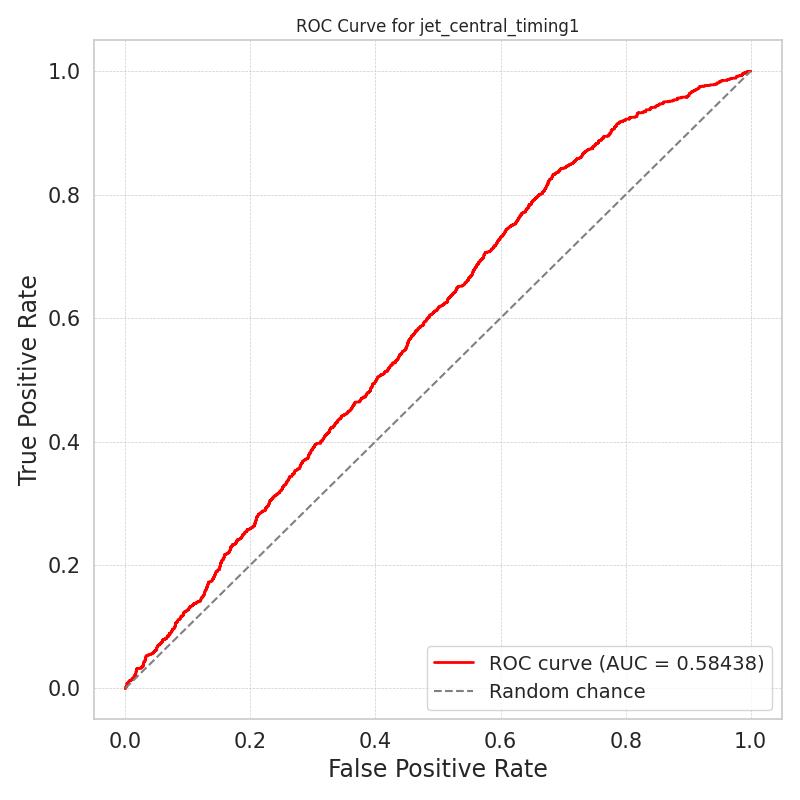 ROC Curve for jet_central_timing1
True Positive Rate
1.0
0.8
0.6
0.4
0.2
0.0
ROC curve (AUC = 0.58438)
Random chance
0.0 0.2 0.4 0.6 0.8 1.0
False Positive Rate